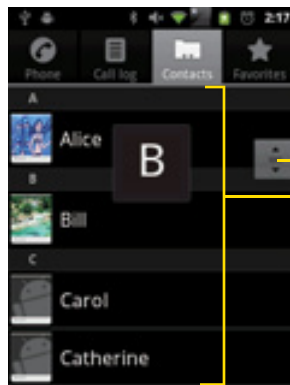 2:17
Phone Call log Contacts Favorites
A
Alice
B
B
Bill
C
Carol
Catherine